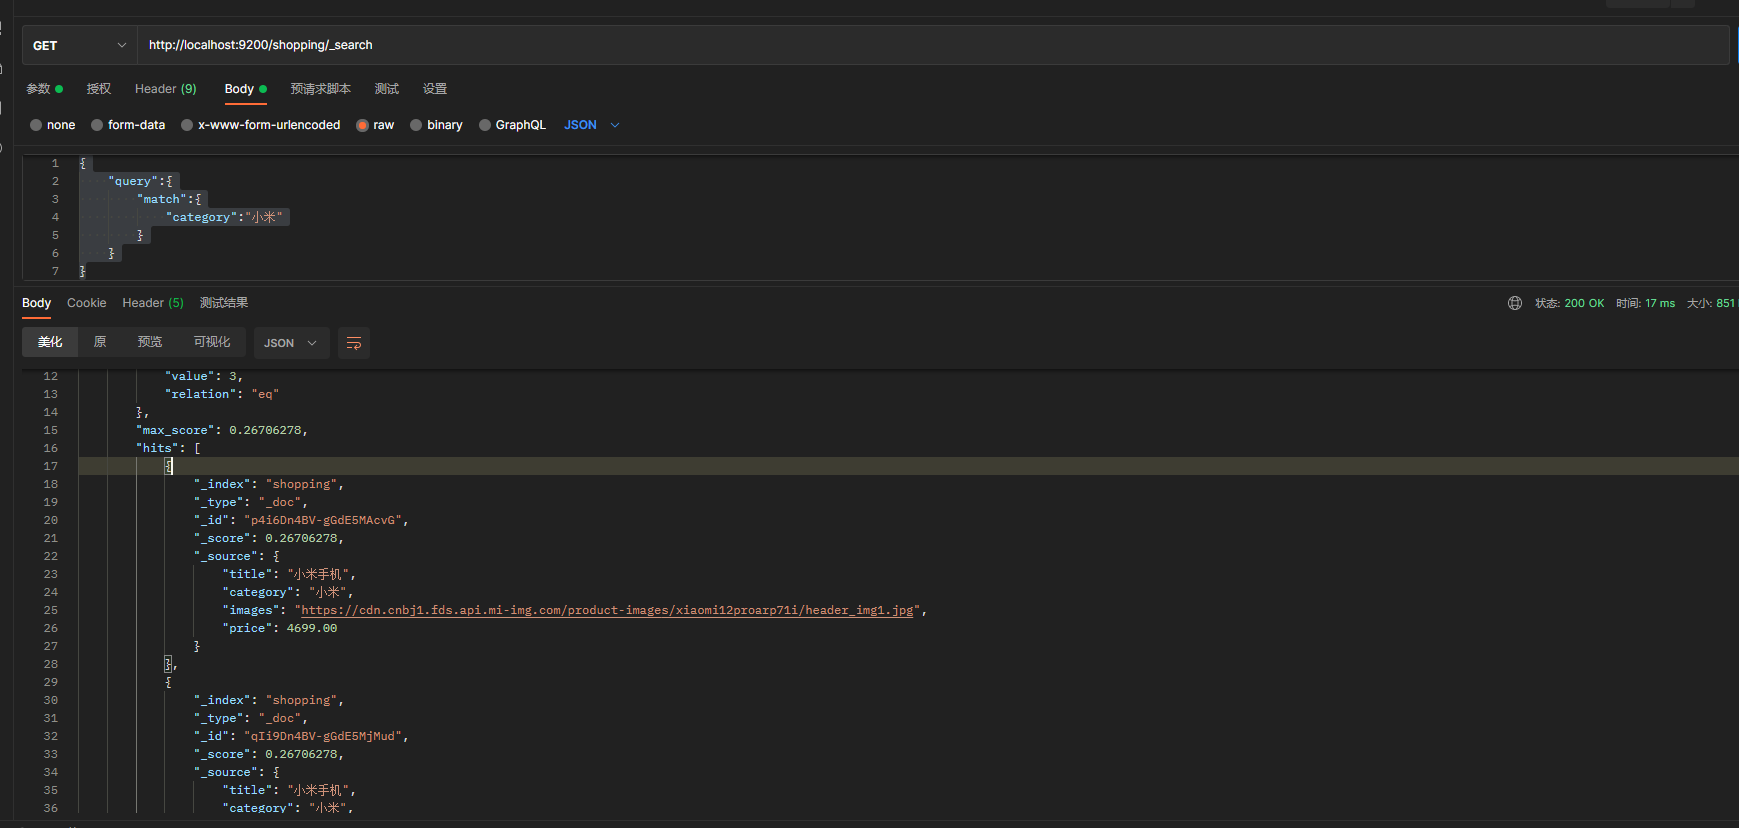 GET http://localhost:9200/shopping/_search
参数 授权 Header (9) Body 预请求脚本 测试 设置
none form-data x-www-form-urlencoded raw binary GraphQL JSON
1 {
2 "query":{
3 "match":{
4 "category":"小米"
5 }
6 }
7 }
Body Cookie Header (5) 测试结果 状态: 200 OK 时间: 17 ms 大小: 851
美化 原 预览 可视化 JSON
12 "value": 3,
13 "relation": "eq"
14 },
15 "max_score": 0.26706278,
16 "hits": [
17 {
18 "_index": "shopping",
19 "_type": "_doc",
20 "_id": "p4i6Dn4BV-gGdE5MAcvG",
21 "_score": 0.26706278,
22 "_source": {
23 "title": "小米手机",
24 "category": "小米",
25 "images": "https://cdn.cnbj1.fds.api.mi-img.com/product-images/xiaomi12proarp71i/header_img1.jpg",
26 "price": 4699.00
27 }
28 },
29 {
30 "_index": "shopping",
31 "_type": "_doc",
32 "_id": "qIi9Dn4BV-gGdE5MjMud",
33 "_score": 0.26706278,
34 "_source": {
35 "title": "小米手机",
36 "category": "小米",